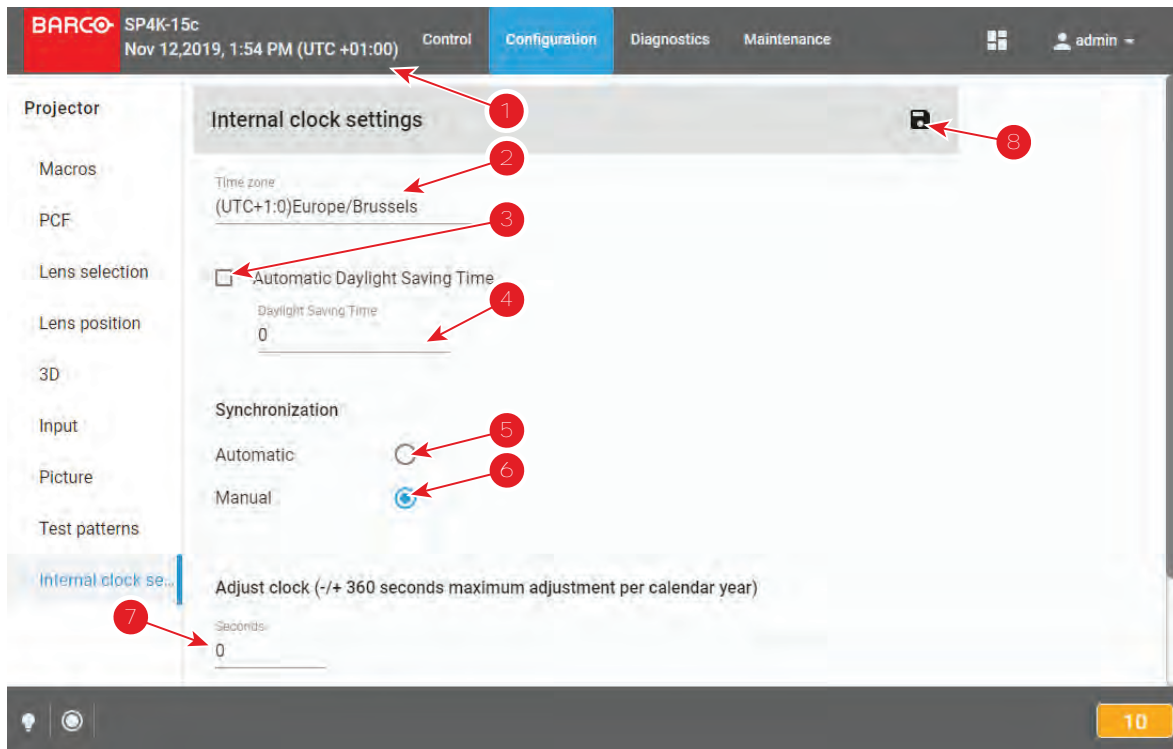 BARCO SP4K-15c
Nov 12,2019, 1:54 PM (UTC +01:00)
Control
Configuration
Diagnostics
Maintenance
admin
Projector
Macros
PCF
Lens selection
Lens position
3D
Input
Picture
Test patterns
Internal clock se...
Internal clock settings
1
8
2
Time zone
(UTC+1:0)Europe/Brussels
3
Automatic Daylight Saving Time
4
Daylight Saving Time
0
Synchronization
5
Automatic
6
Manual
Adjust clock (-/+ 360 seconds maximum adjustment per calendar year)
7
Seconds
0
10